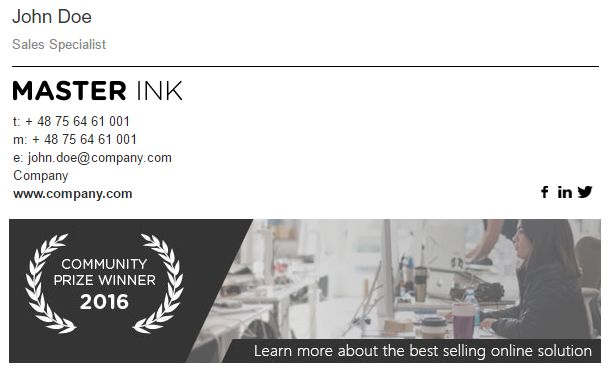 John Doe
Sales Specialist
MASTER INK
t: + 48 75 64 61 001
m: + 48 75 64 61 001
e: john.doe@company.com
Company
www.company.com
COMMUNITY
PRIZE WINNER
2016
Learn more about the best selling online solution